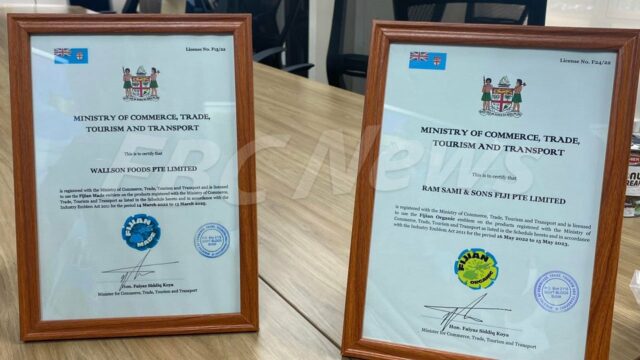 FBC News
License No. F13/22
MINISTRY OF COMMERCE, TRADE,
TOURISM AND TRANSPORT
This is to certify that
WALLSON FOODS PTE LIMITED
is registered with the Ministry of Commerce, Trade, Tourism and Transport and is licensed
to use the Fijian Made emblem on the products registered with the Ministry of Commerce,
Trade, Tourism and Transport as listed in the Schedule hereto and in accordance with the
Industry Emblem Act 2011 for the period 14 March 2022 to 13 March 2025.
FIJIAN
MADE
Hon. Faiyaz Siddiq Koya
Minister for Commerce, Trade, Tourism and Transport
License No. F24/22
MINISTRY OF COMMERCE, TRADE,
TOURISM AND TRANSPORT
This is to certify that
RAM SAMI & SONS FIJI PTE LIMITED
is registered with the Ministry of Commerce, Trade, Tourism and Transport and is licensed
to use the Fijian Organic emblem on the products registered with the Ministry of
Commerce, Trade, Tourism and Transport as listed in the Schedule hereto and in accordance
with the Industry Emblem Act 2011 for the period 16 May 2022 to 15 May 2023.
FIJIAN
ORGANIC
Hon. Faiyaz Siddiq Koya
Minister for Commerce, Trade, Tourism and Transport